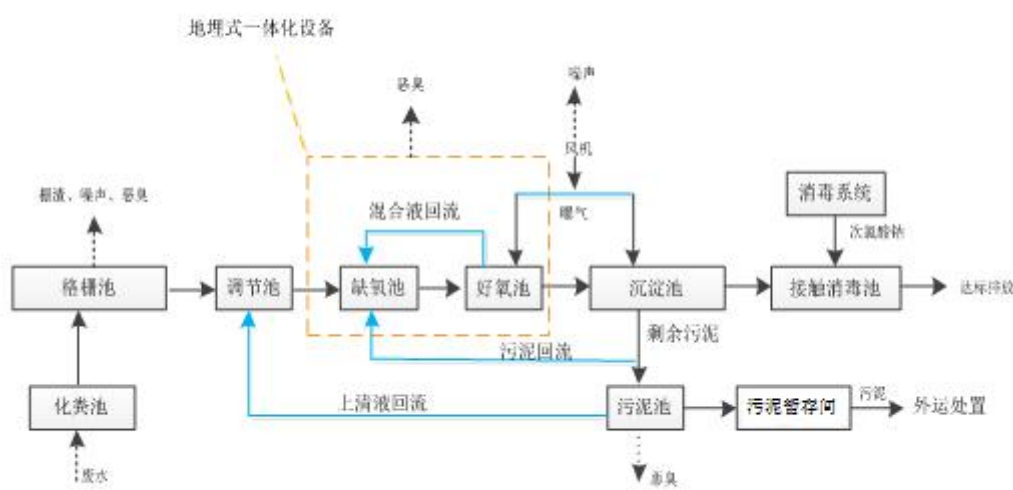 地埋式一体化设备
恶臭
噪声
风机
栅渣、噪声、恶臭
混合液回流
曝气
消毒系统
次氯酸钠
格栅池
调节池
缺氧池
好氧池
沉淀池
接触消毒池
达标排放
剩余污泥
污泥回流
化粪池
上清液回流
污泥池
污泥暂存间
污泥
外运处置
废水
恶臭